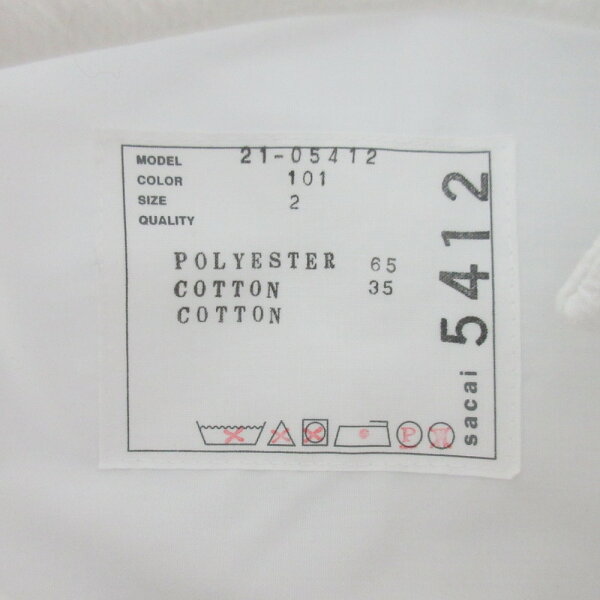 MODEL 21-05412
COLOR 101
SIZE 2
QUALITY
POLYESTER 65
COTTON 35
COTTON
P
sacai 5412